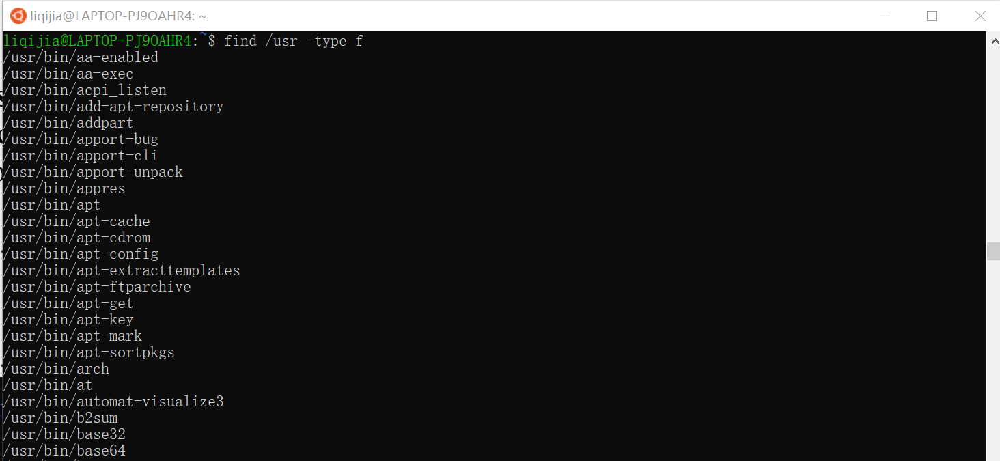 liqijia@LAPTOP-PJ9OAHR4: ~
liqijia@LAPTOP-PJ9OAHR4:~$ find /usr -type f
/usr/bin/aa-enabled
/usr/bin/aa-exec
/usr/bin/acpi_listen
/usr/bin/add-apt-repository
/usr/bin/addpart
/usr/bin/apport-bug
/usr/bin/apport-cli
/usr/bin/apport-unpack
/usr/bin/appres
/usr/bin/apt
/usr/bin/apt-cache
/usr/bin/apt-cdrom
/usr/bin/apt-config
/usr/bin/apt-extracttemplates
/usr/bin/apt-ftparchive
/usr/bin/apt-get
/usr/bin/apt-key
/usr/bin/apt-mark
/usr/bin/apt-sortpkgs
/usr/bin/arch
/usr/bin/at
/usr/bin/automat-visualize3
/usr/bin/b2sum
/usr/bin/base32
/usr/bin/base64